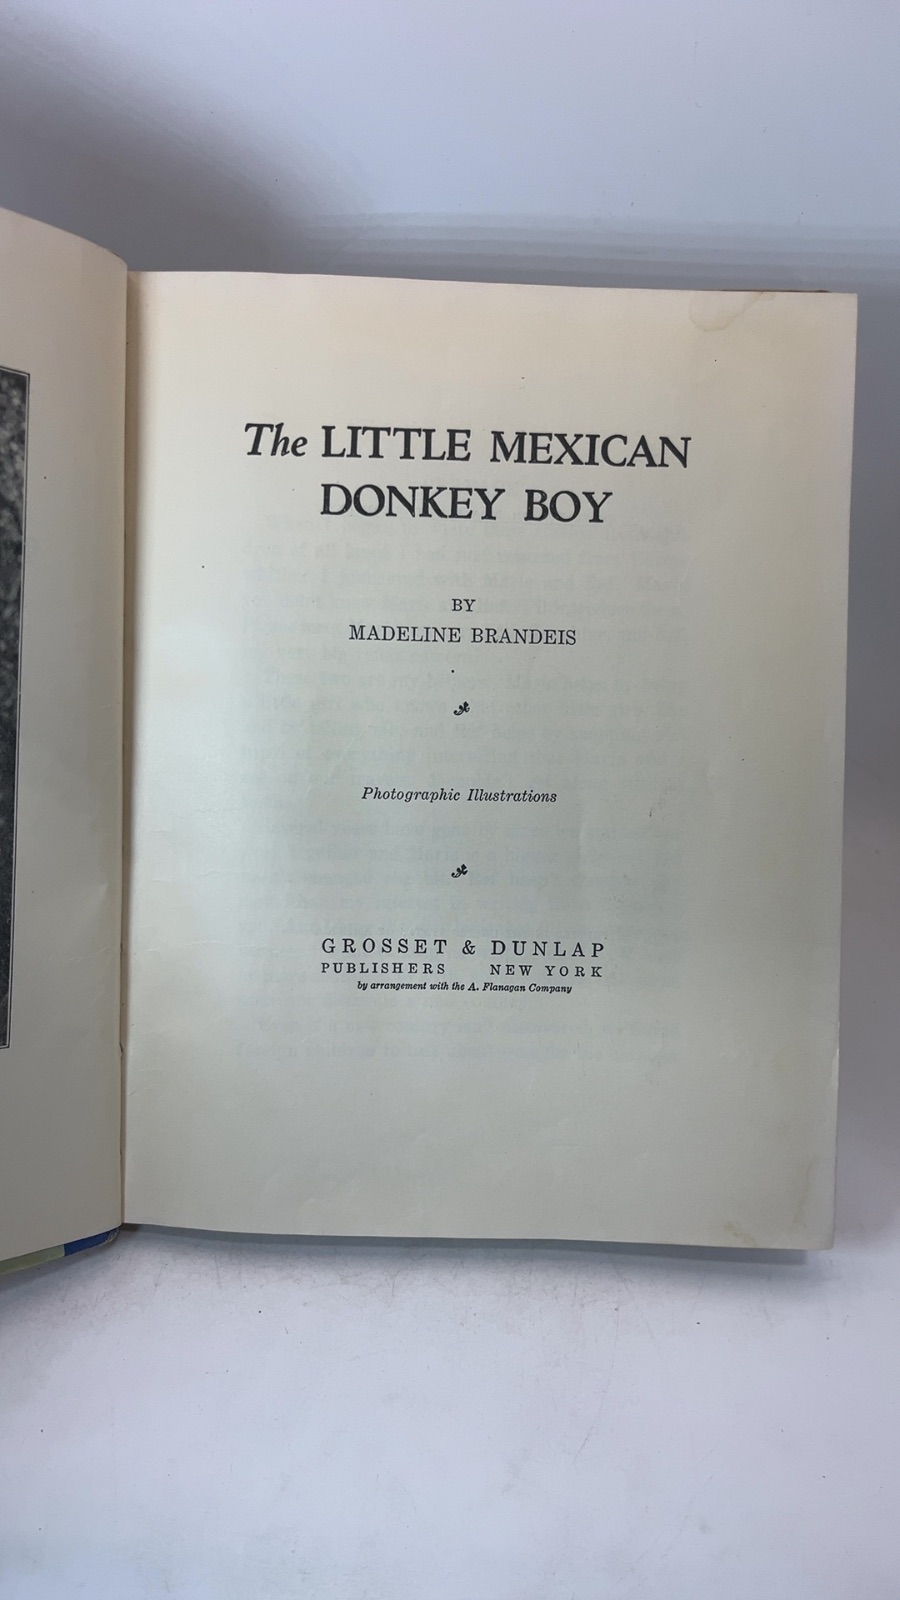 The LITTLE MEXICAN
DONKEY BOY
BY
MADELINE BRANDEIS
Photographic Illustrations
GROSSET & DUNLAP
PUBLISHERS NEW YORK
by arrangement with the A. Flanagan Company